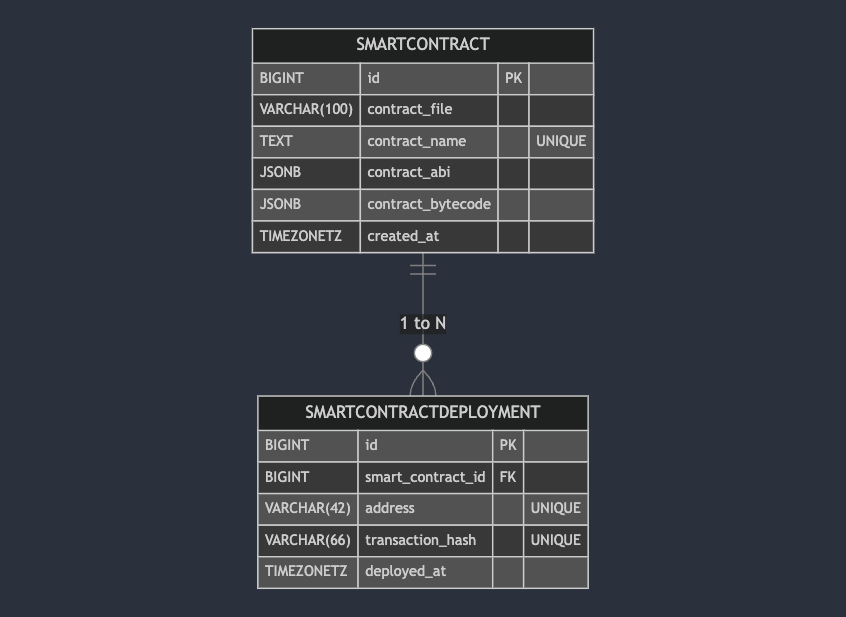 SMARTCONTRACT
BIGINT id PK
VARCHAR(100) contract_file
TEXT contract_name UNIQUE
JSONB contract_abi
JSONB contract_bytecode
TIMEZONETZ created_at
1 to N
SMARTCONTRACTDEPLOYMENT
BIGINT id PK
BIGINT smart_contract_id FK
VARCHAR(42) address UNIQUE
VARCHAR(66) transaction_hash UNIQUE
TIMEZONETZ deployed_at